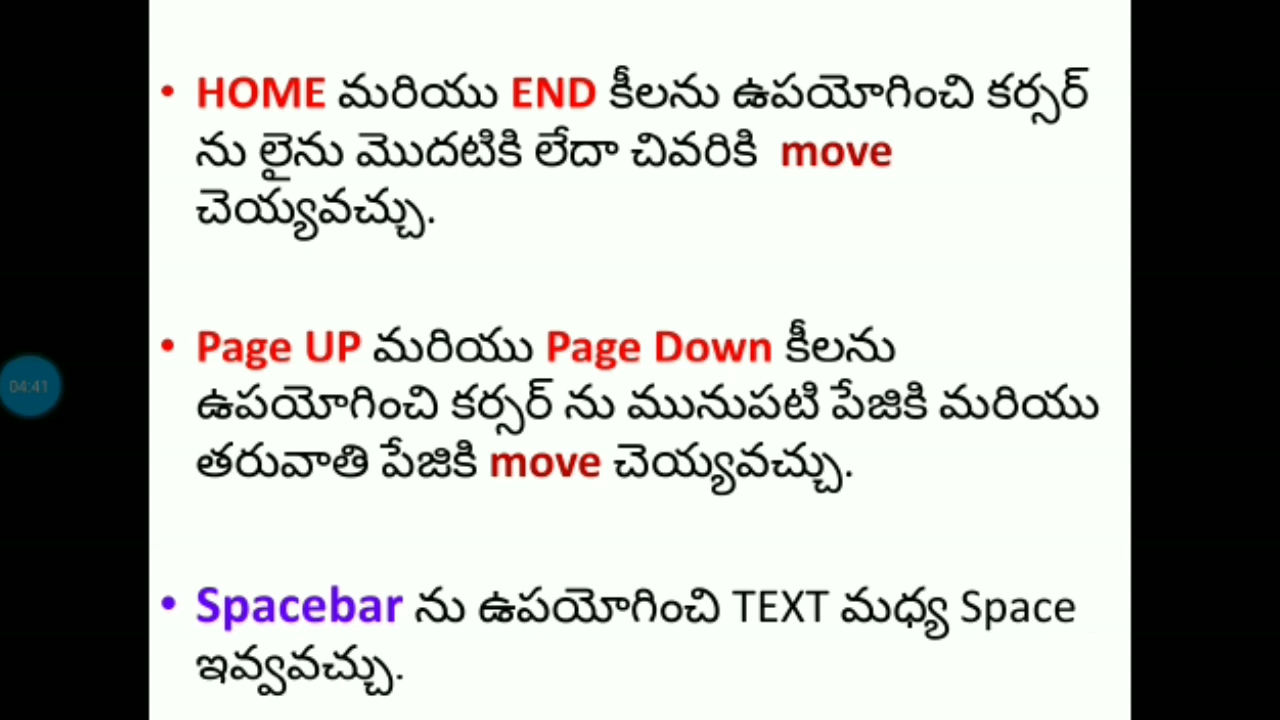 • HOME మరియు END కీలను ఉపయోగించి కర్సర్
ను లైను మొదటికి లేదా చివరికి move
చెయ్యవచ్చు.
• Page UP మరియు Page Down కీలను
ఉపయోగించి కర్సర్ ను మునుపటి పేజికి మరియు
తరువాతి పేజికి move చెయ్యవచ్చు.
04:41
• Spacebar ను ఉపయోగించి TEXT మధ్య Space
ఇవ్వవచ్చు.